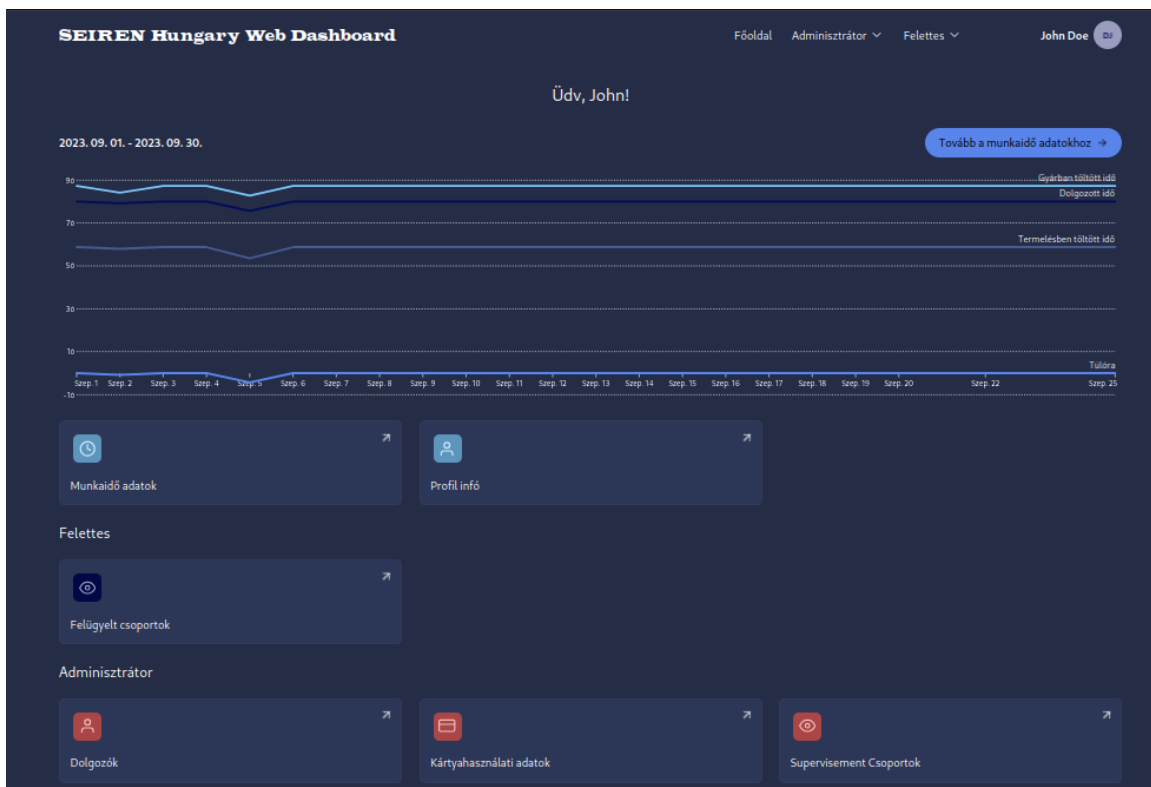 SEIREN Hungary Web Dashboard
Főoldal Adminisztrátor Felettes John Doe DJ
Üdv, John!
2023. 09. 01. - 2023. 09. 30.
Tovább a munkaidő adatokhoz →
90
Gyárban töltött idő
Dolgozott idő
70
Termelésben töltött idő
50
30
10
Túlóra
Szep. 1 Szep. 2 Szep. 3 Szep. 4 Szep. 5 Szep. 6 Szep. 7 Szep. 8 Szep. 9 Szep. 10 Szep. 11 Szep. 12 Szep. 13 Szep. 14 Szep. 15 Szep. 16 Szep. 17 Szep. 18 Szep. 19 Szep. 20 Szep. 22 Szep. 25
-10
Munkaidő adatok Profil infó
Felettes
Felügyelt csoportok
Adminisztrátor
Dolgozók Kártyahasználati adatok Supervisement Csoportok